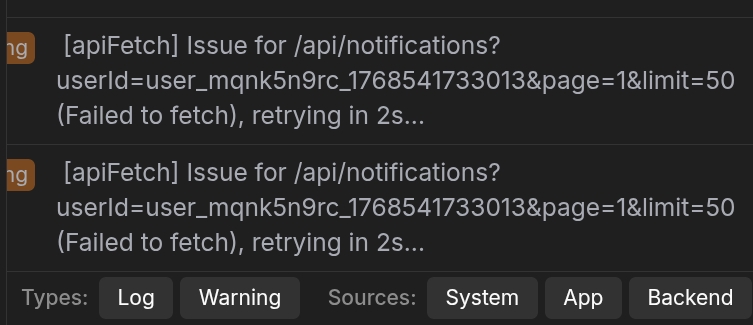 ng [apiFetch] Issue for /api/notifications?
userId=user_mqnk5n9rc_1768541733013&page=1&limit=50
(Failed to fetch), retrying in 2s...
ng [apiFetch] Issue for /api/notifications?
userId=user_mqnk5n9rc_1768541733013&page=1&limit=50
(Failed to fetch), retrying in 2s...
Types: Log Warning Sources: System App Backend